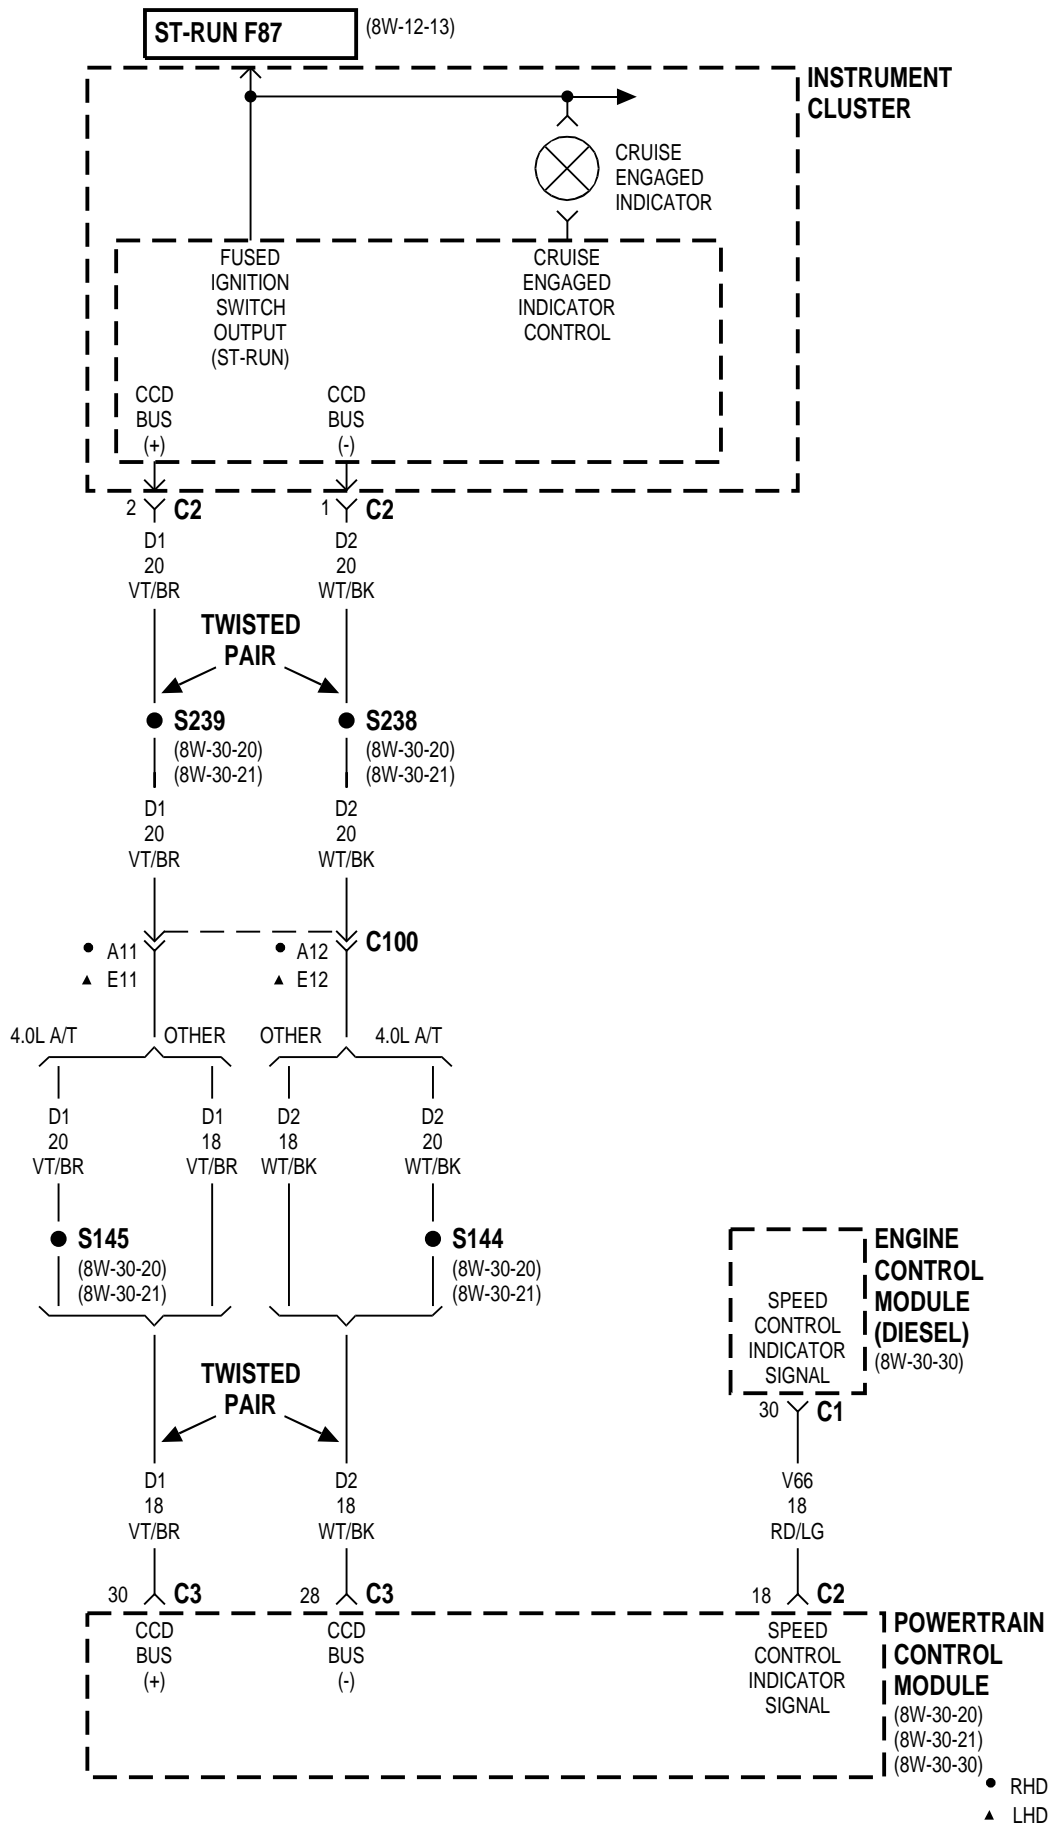 ST-RUN F87
(8W-12-13)
INSTRUMENT
CLUSTER
CRUISE
ENGAGED
INDICATOR
FUSED
IGNITION
SWITCH
OUTPUT
(ST-RUN)
CRUISE
ENGAGED
INDICATOR
CONTROL
CCD
BUS
(+)
CCD
BUS
(-)
2 C2
1 C2
D1
20
VT/BR
D2
20
WT/BK
TWISTED
PAIR
S239
(8W-30-20)
(8W-30-21)
S238
(8W-30-20)
(8W-30-21)
D1
20
VT/BR
D2
20
WT/BK
A11
E11
A12
E12
C100
4.0L A/T
OTHER
OTHER
4.0L A/T
D1
20
VT/BR
D1
18
VT/BR
D2
18
WT/BK
D2
20
WT/BK
S145
(8W-30-20)
(8W-30-21)
S144
(8W-30-20)
(8W-30-21)
ENGINE
CONTROL
MODULE
(DIESEL)
(8W-30-30)
SPEED
CONTROL
INDICATOR
SIGNAL
30 C1
TWISTED
PAIR
D1
18
VT/BR
D2
18
WT/BK
V66
18
RD/LG
30 C3
28 C3
18 C2
CCD
BUS
(+)
CCD
BUS
(-)
SPEED
CONTROL
INDICATOR
SIGNAL
POWERTRAIN
CONTROL
MODULE
(8W-30-20)
(8W-30-21)
(8W-30-30)
RHD
LHD